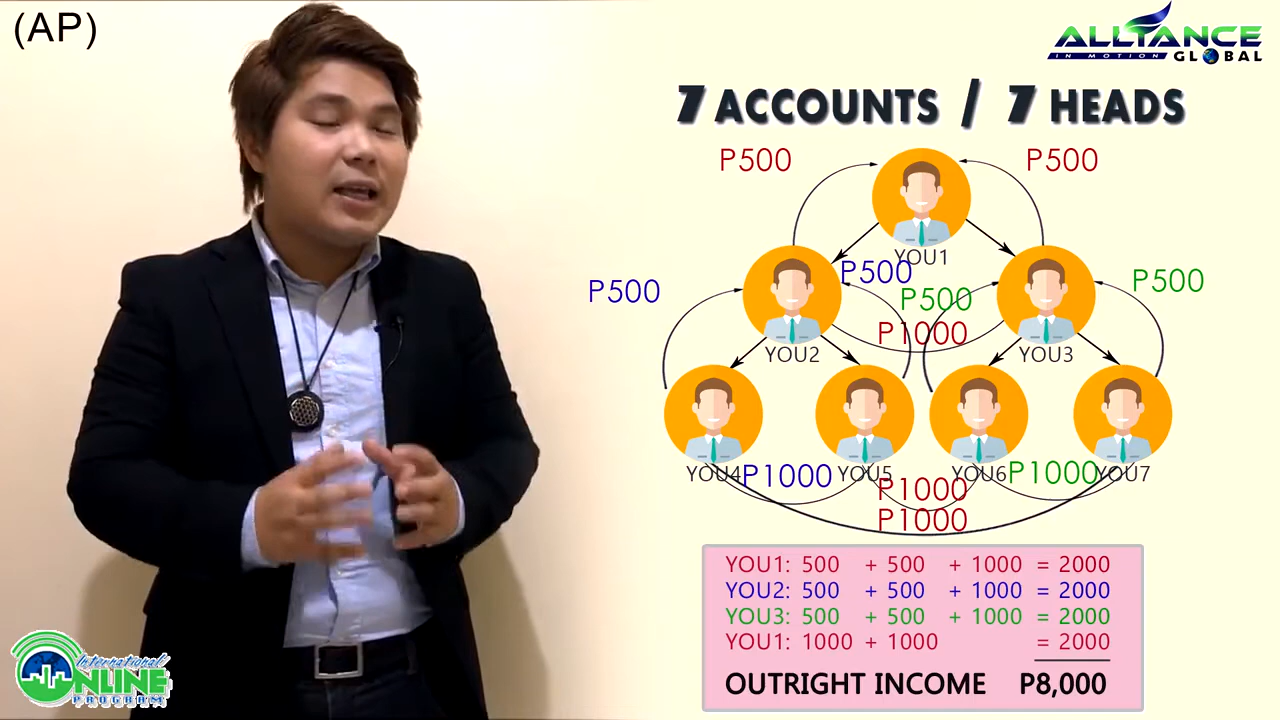 (AP)
ALLIANCE
IN MOTION GLOBAL
7 ACCOUNTS / 7 HEADS
P500
P500
YOU1
P500
P500
P500
P500
P1000
YOU2
YOU3
YOU4
P1000
YOU5
YOU6
P1000
YOU7
P1000
P1000
YOU1: 500 + 500 + 1000 = 2000
YOU2: 500 + 500 + 1000 = 2000
YOU3: 500 + 500 + 1000 = 2000
YOU1: 1000 + 1000 = 2000
OUTRIGHT INCOME P8,000
International
ONLINE
PROGRAM